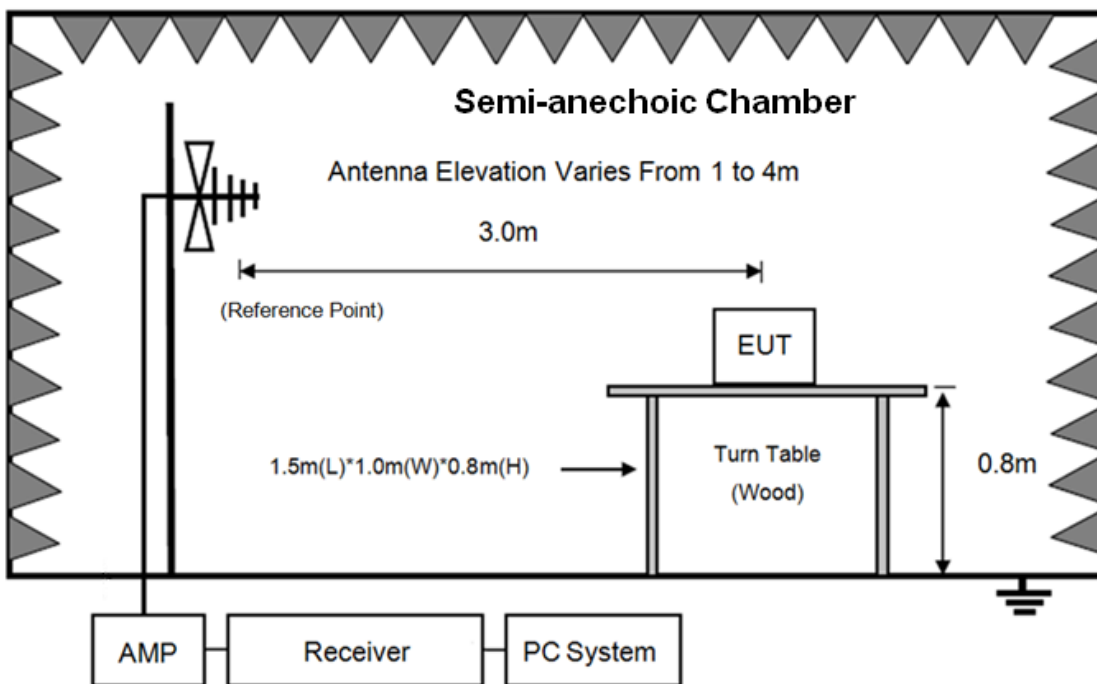 Semi-anechoic Chamber
Antenna Elevation Varies From 1 to 4m
3.0m
(Reference Point)
EUT
1.5m(L)*1.0m(W)*0.8m(H)
Turn Table
(Wood)
0.8m
AMP
Receiver
PC System